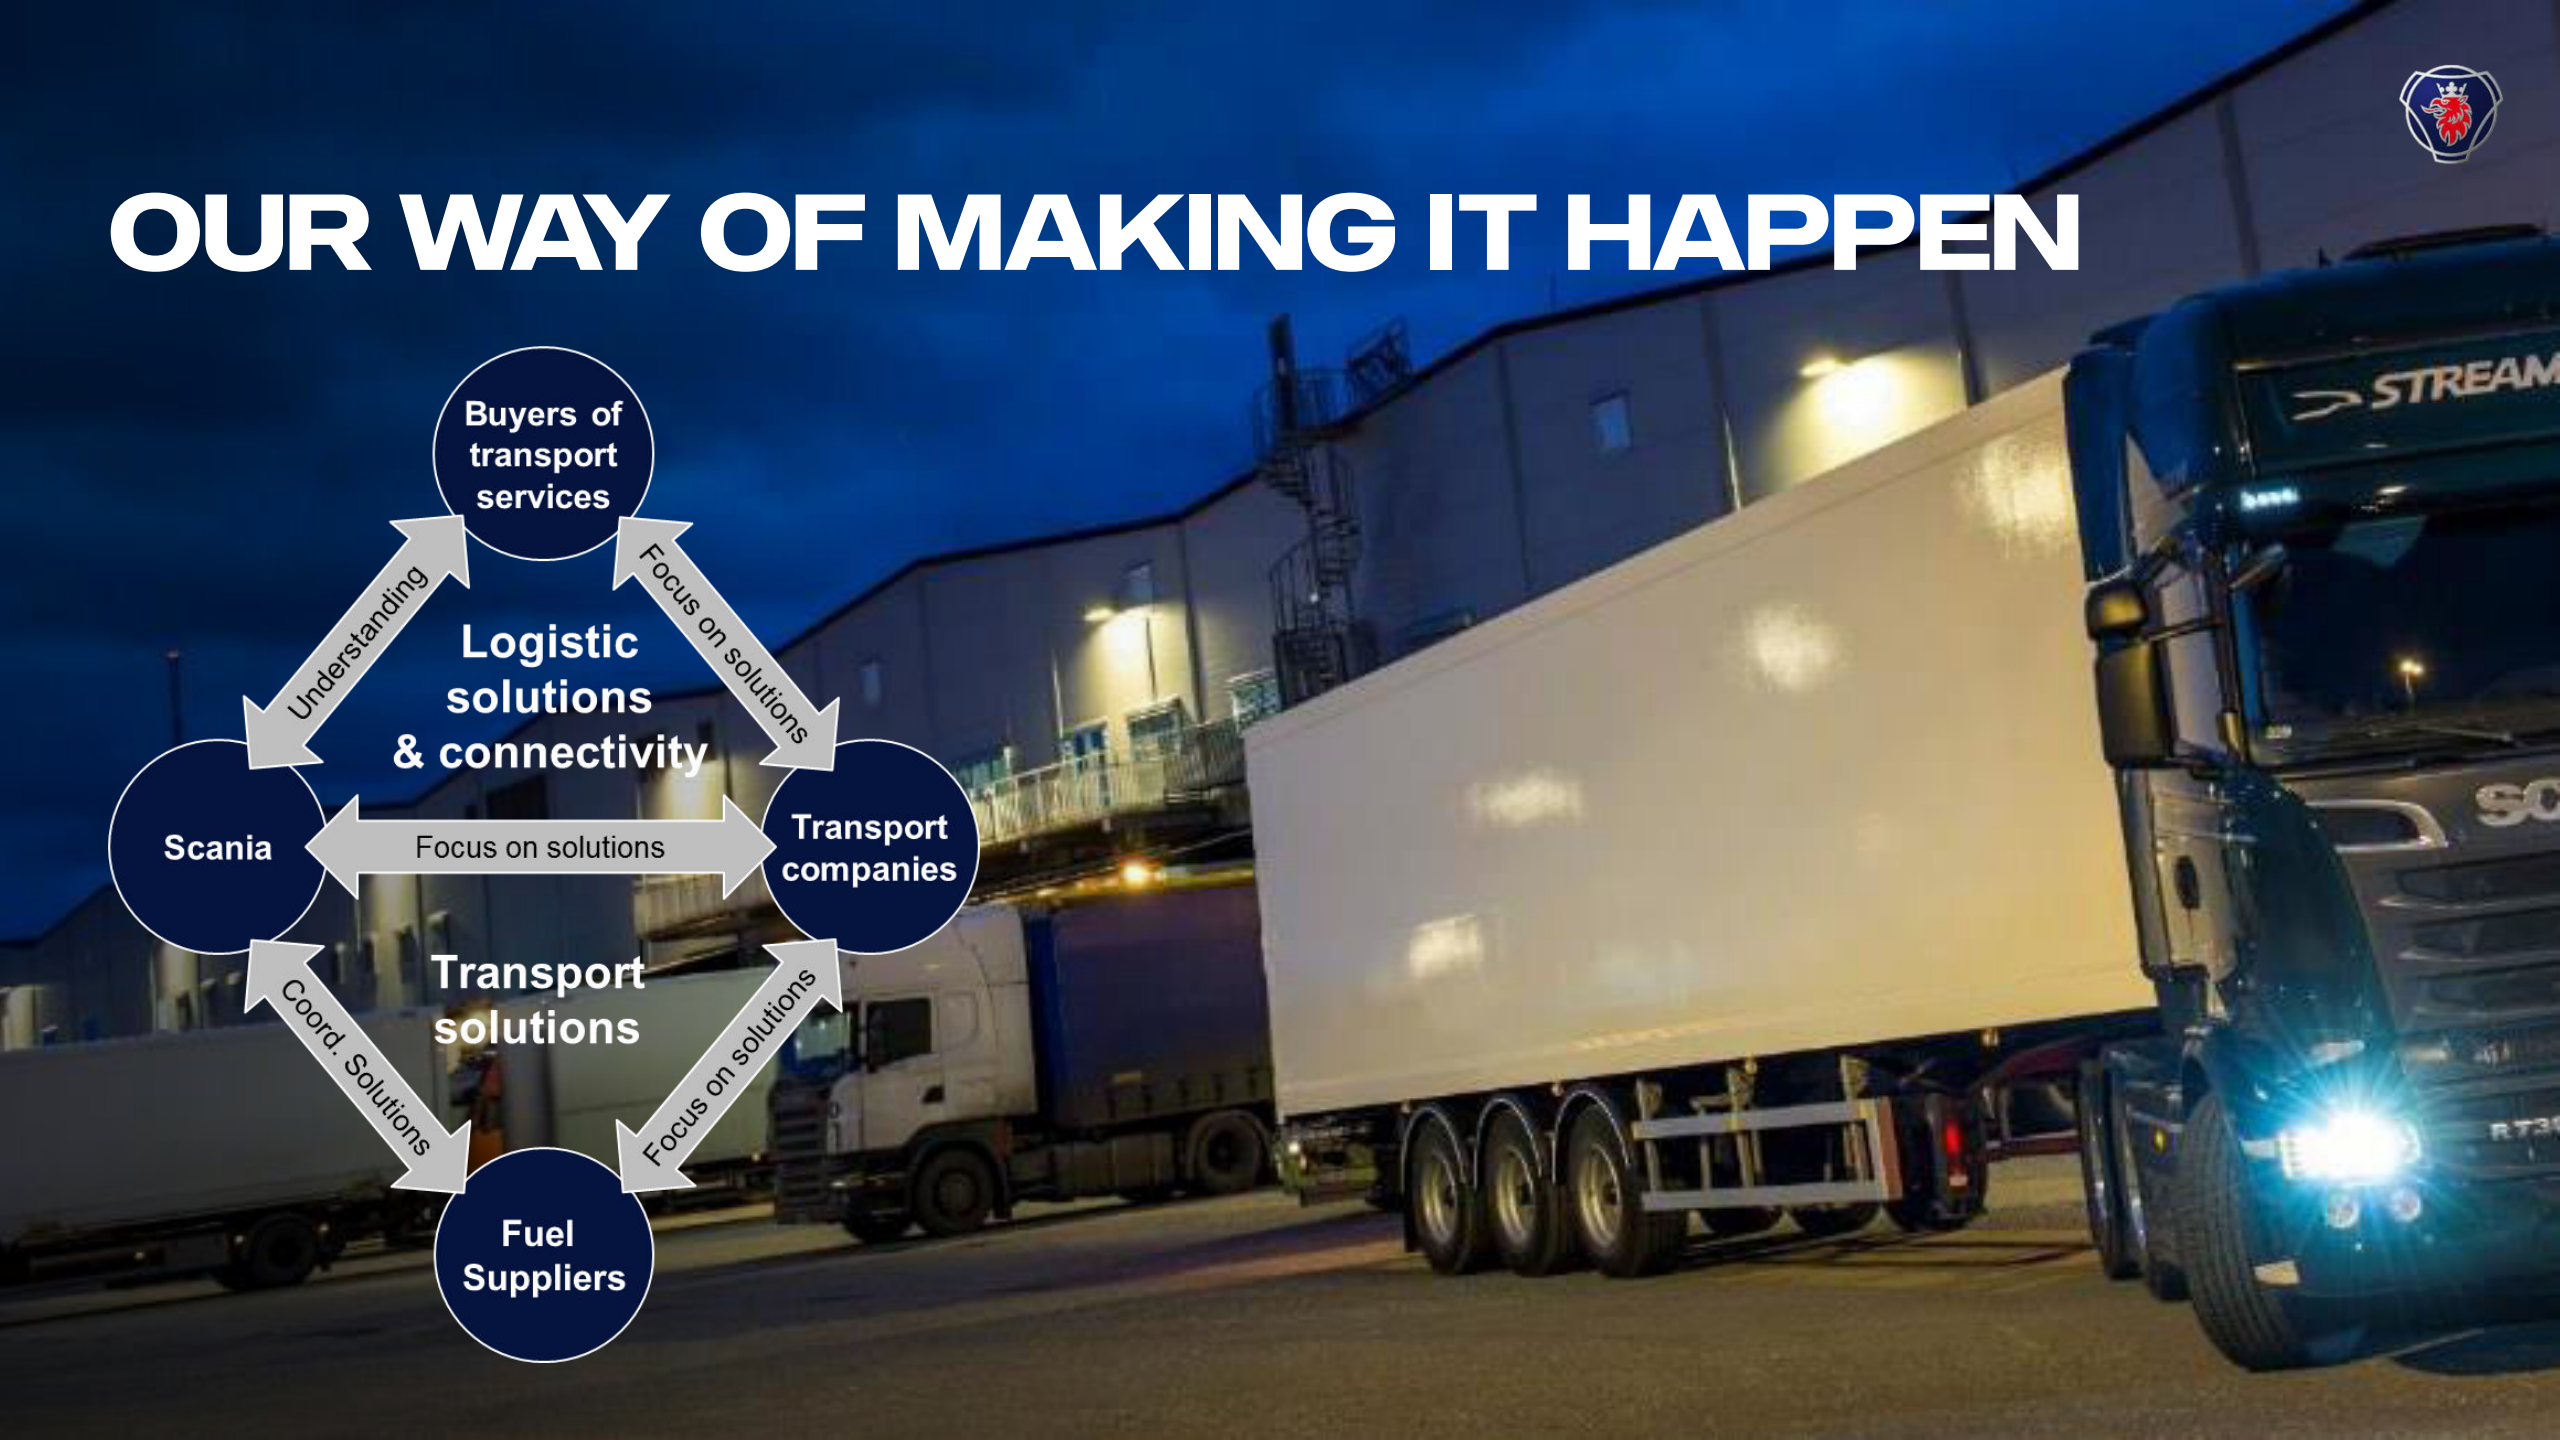 OUR WAY OF MAKING IT HAPPEN
Buyers of
transport
services
Understanding
Focus on solutions
Logistic
solutions
& connectivity
Scania
Focus on solutions
Transport
companies
Transport
solutions
Coord. Solutions
Focus on solutions
Fuel
Suppliers
STREAM
SC